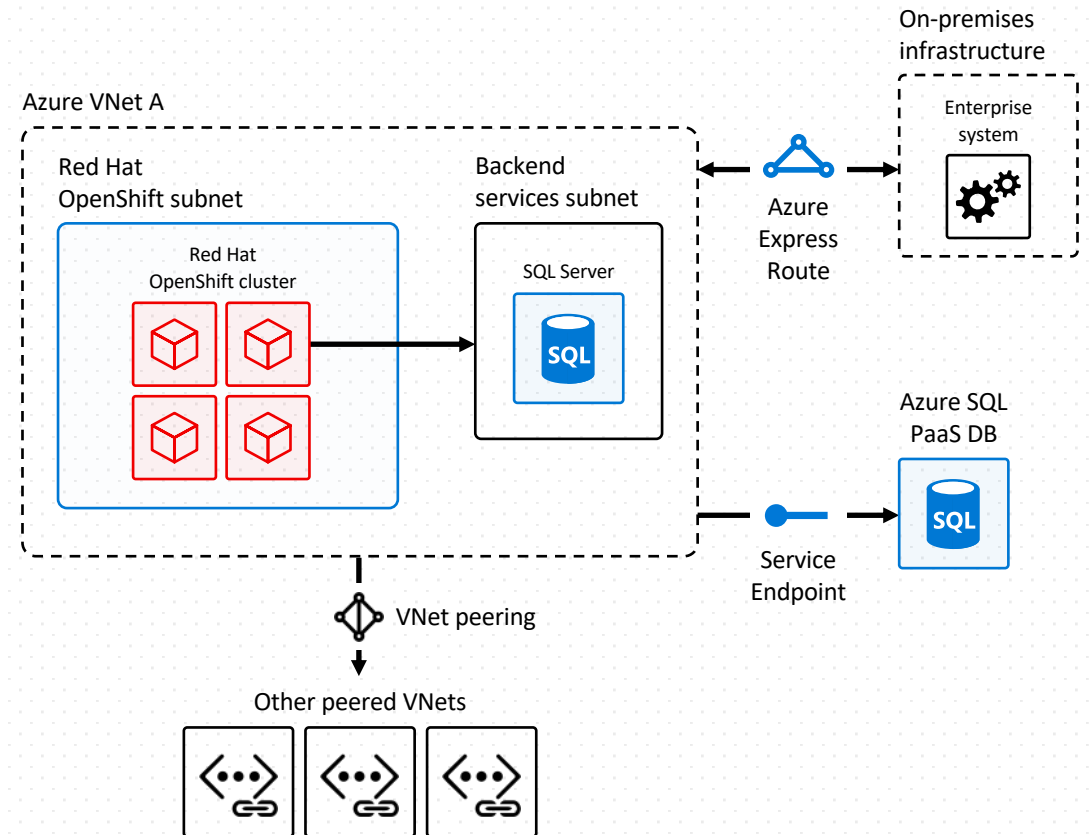 On-premises
infrastructure
Enterprise
system
Azure VNet A
Red Hat
OpenShift subnet
Red Hat
OpenShift cluster
Backend
services subnet
SQL Server
SQL
Azure
Express
Route
Azure SQL
PaaS DB
SQL
Service
Endpoint
VNet peering
Other peered VNets